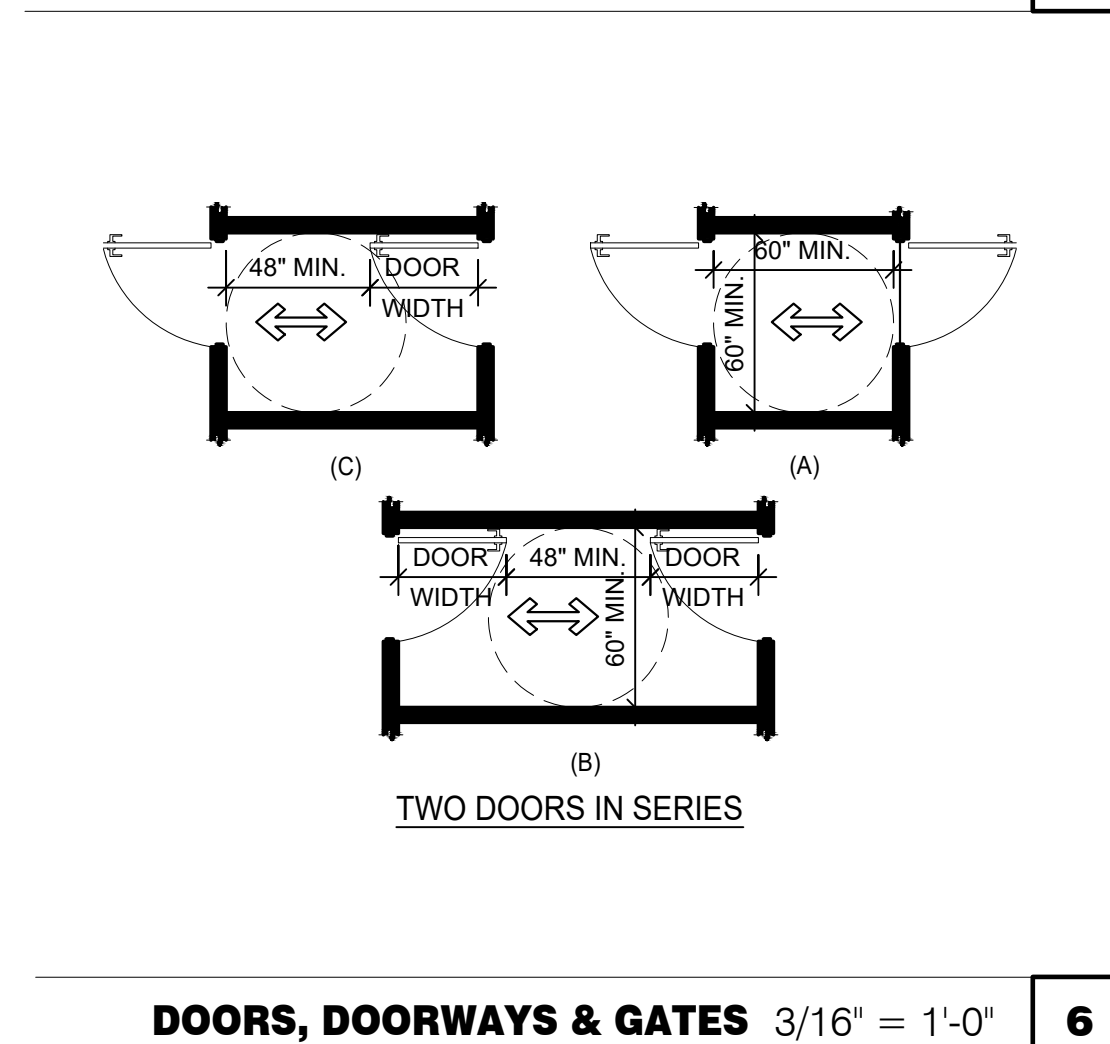 48" MIN.
DOOR
WIDTH
(C)
60" MIN.
60" MIN.
(A)
DOOR
WIDTH
48" MIN.
60" MIN.
DOOR
WIDTH
(B)
TWO DOORS IN SERIES
DOORS, DOORWAYS & GATES 3/16" = 1'-0"
6